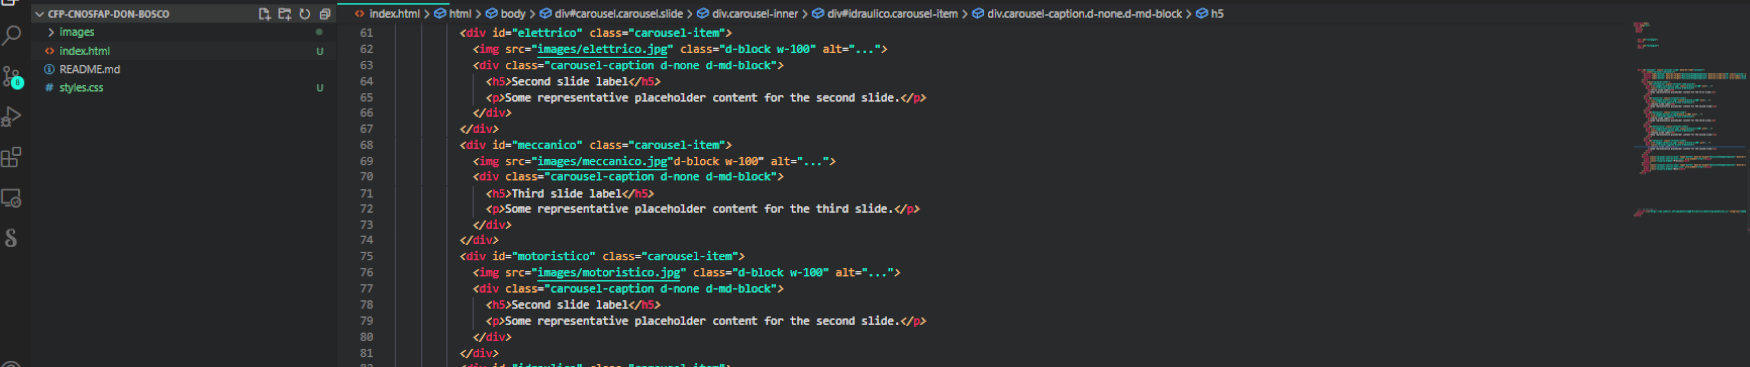 CFP-CNOSFAP-DON-BOSCO
images
index.html U
README.md
styles.css U
8
index.html > html > body > div#carousel.carousel.slide > div.carousel-inner > div#idraulico.carousel-item > div.carousel-caption.d-none.d-md-block > h5
61 <div id="elettrico" class="carousel-item">
62 <img src="images/elettrico.jpg" class="d-block w-100" alt="...">
63 <div class="carousel-caption d-none d-md-block">
64 <h5>Second slide label</h5>
65 <p>Some representative placeholder content for the second slide.</p>
66 </div>
67 </div>
68 <div id="meccanico" class="carousel-item">
69 <img src="images/meccanico.jpg"d-block w-100" alt="...">
70 <div class="carousel-caption d-none d-md-block">
71 <h5>Third slide label</h5>
72 <p>Some representative placeholder content for the third slide.</p>
73 </div>
74 </div>
75 <div id="motoristico" class="carousel-item">
76 <img src="images/motoristico.jpg" class="d-block w-100" alt="...">
77 <div class="carousel-caption d-none d-md-block">
78 <h5>Second slide label</h5>
79 <p>Some representative placeholder content for the second slide.</p>
80 </div>
81 </div>